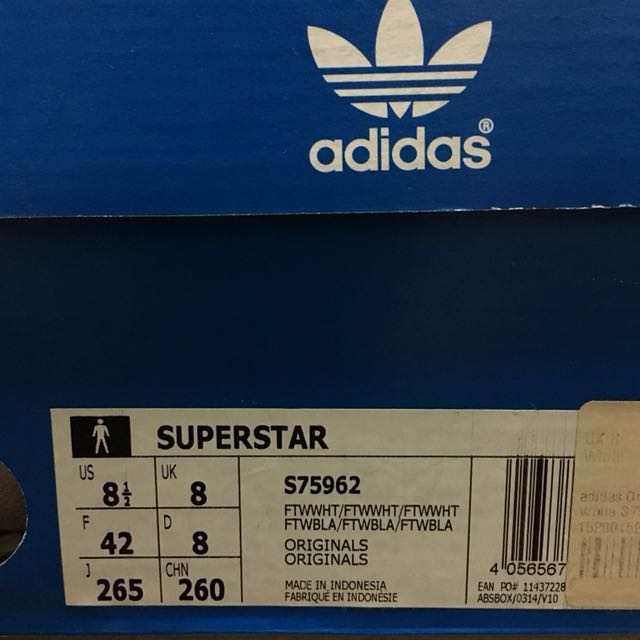 adidas®
SUPERSTAR
US 8½ UK 8
F 42 D 8
J 265 CHN 260
S75962
FTWWHT/FTWWHT/FTWWHT
FTWBLA/FTWBLA/FTWBLA
ORIGINALS
ORIGINALS
MADE IN INDONESIA
FABRIQUÉ EN INDONÉSIE
4 056567
EAN PO# 11437228
ABSBOX/0314/V10
adidas